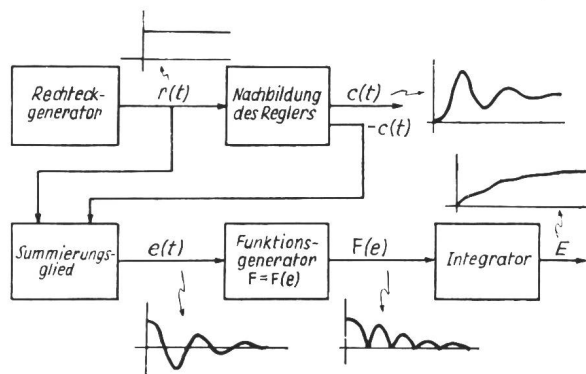 Rechteck-
generator
r(t)
Nachbildung
des Reglers
c(t)
-c(t)
Summierungs-
glied
e(t)
Funktions-
generator
F=F(e)
F(e)
Integrator
E